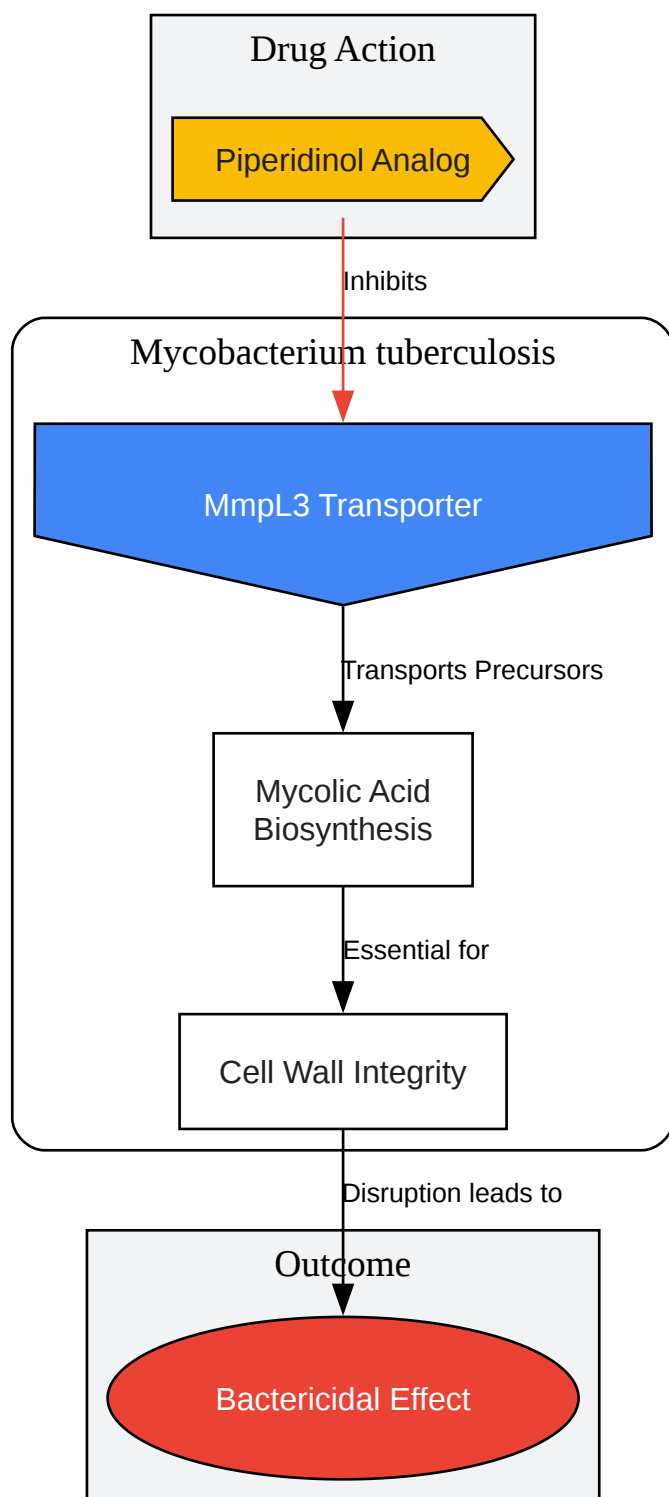 Drug Action
Piperidinol Analog
Inhibits
Mycobacterium tuberculosis
MmpL3 Transporter
Transports Precursors
Mycolic Acid
Biosynthesis
Essential for
Cell Wall Integrity
Disruption leads to
Outcome
Bactericidal Effect